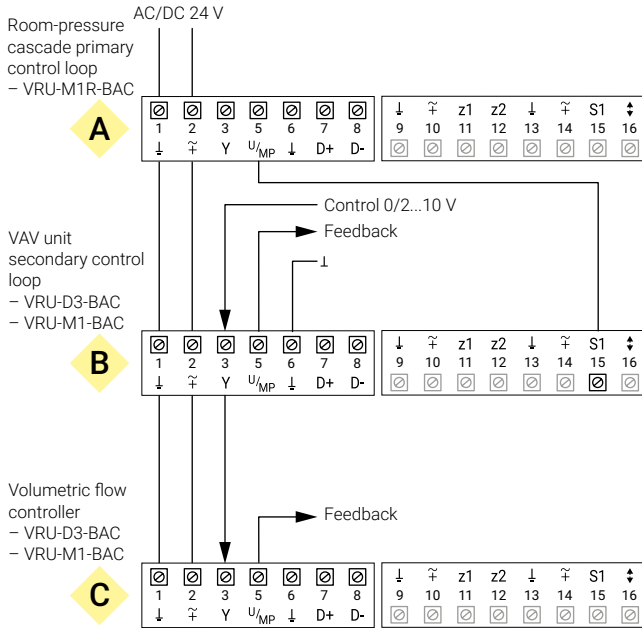 AC/DC 24 V
Room-pressure
cascade primary
control loop
– VRU-M1R-BAC
A
1 2 3 5 6 7 8
⏚ ≂ Y U/MP ⏚ D+ D-
⏚ ≂ z1 z2 ⏚ ≂ S1
9 10 11 12 13 14 15 16
Control 0/2...10 V
Feedback
VAV unit
secondary control
loop
– VRU-D3-BAC
– VRU-M1-BAC
B
1 2 3 5 6 7 8
⏚ ≂ Y U/MP ⏚ D+ D-
⏚ ≂ z1 z2 ⏚ ≂ S1
9 10 11 12 13 14 15 16
Volumetric flow
controller
– VRU-D3-BAC
– VRU-M1-BAC
Feedback
C
1 2 3 5 6 7 8
⏚ ≂ Y U/MP ⏚ D+ D-
⏚ ≂ z1 z2 ⏚ ≂ S1
9 10 11 12 13 14 15 16